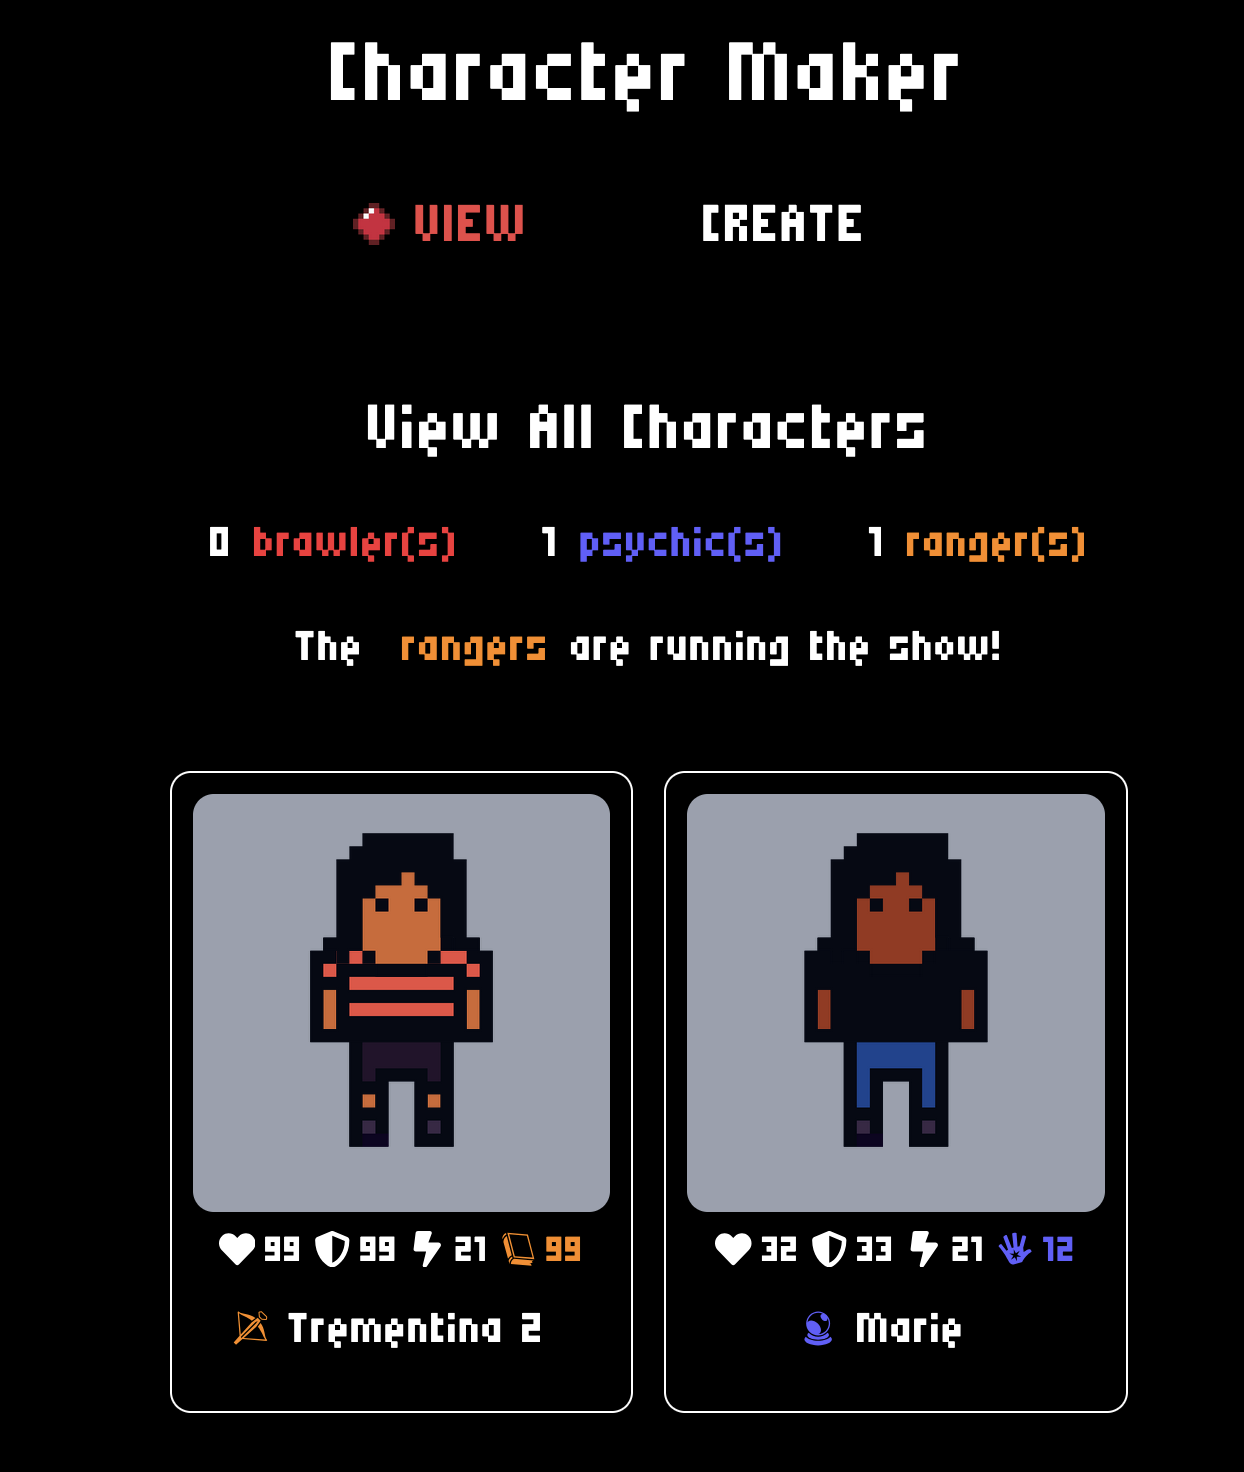 Character Maker
VIEW CREATE
View All Characters
0 brawler(s) 1 psychic(s) 1 ranger(s)
The rangers are running the show!
99 99 21 99
Trementina 2
32 33 21 12
Marie